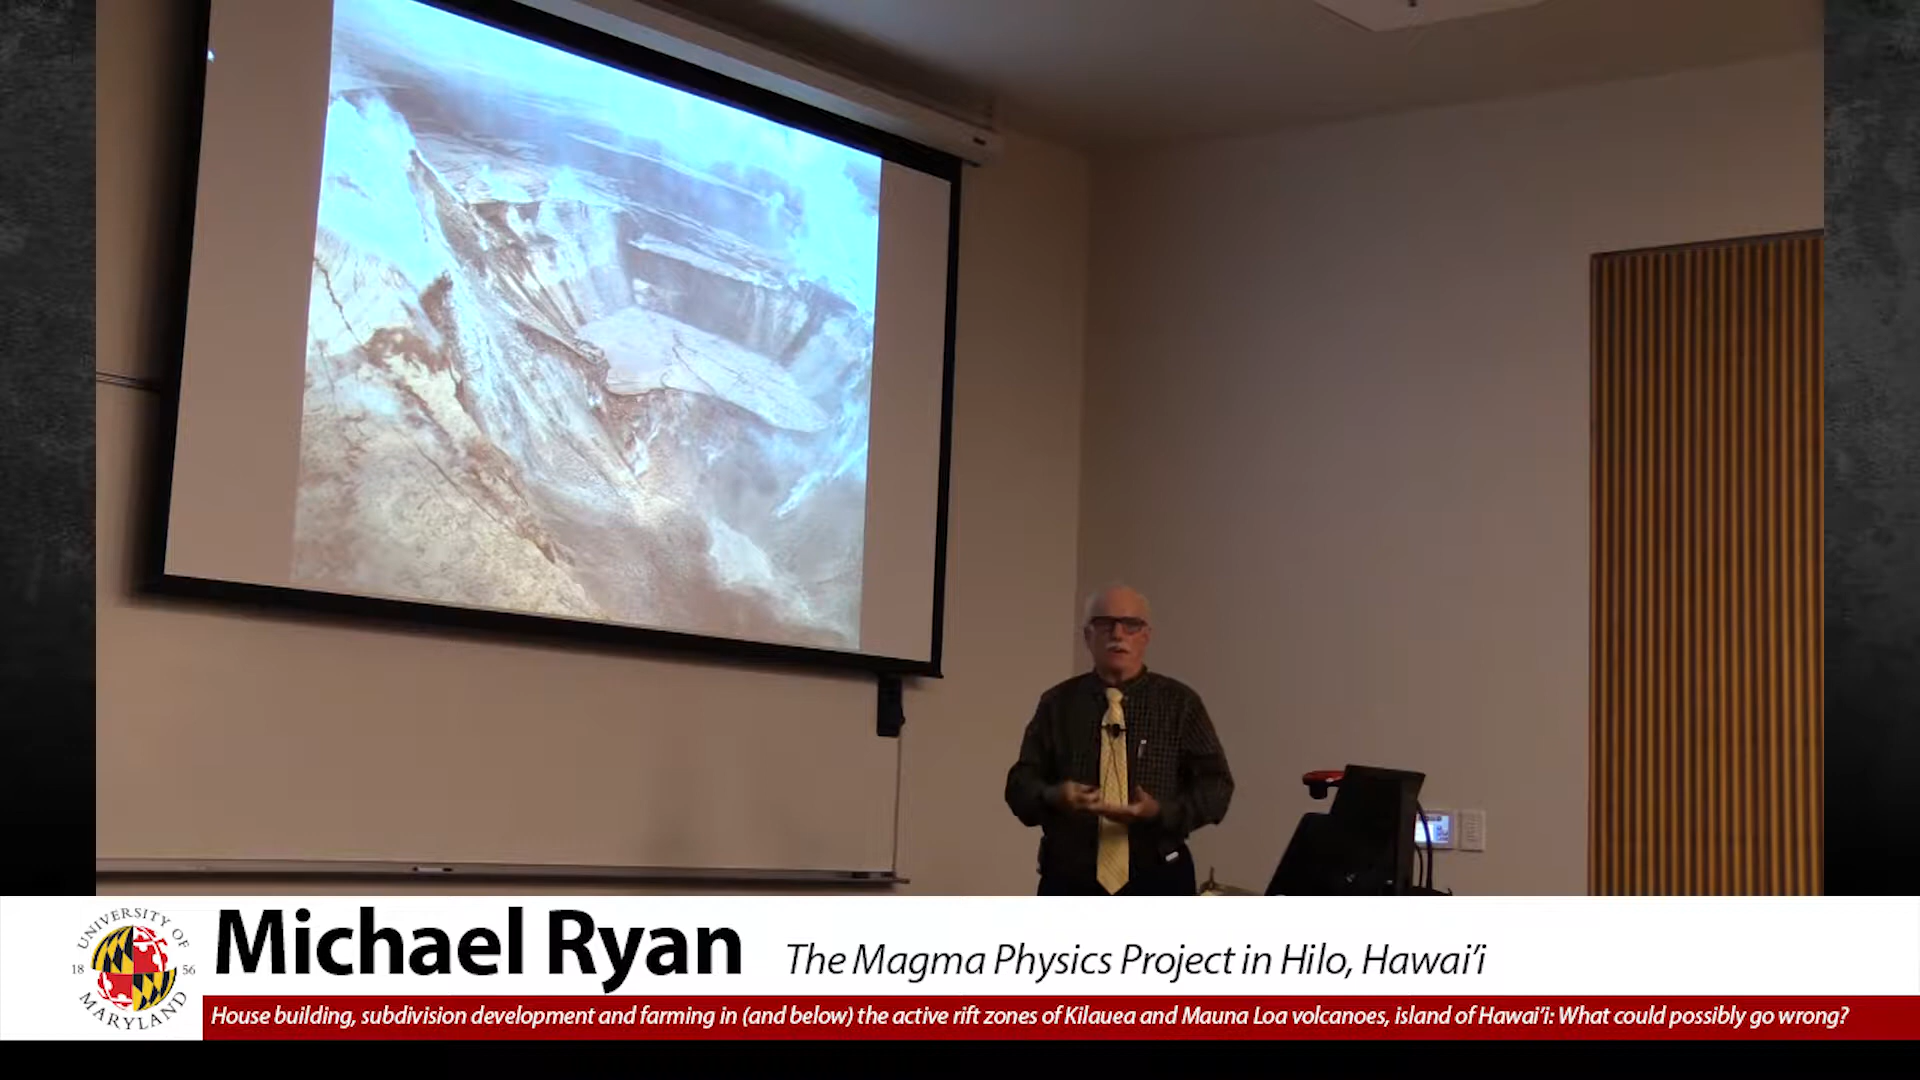 Michael Ryan
The Magma Physics Project in Hilo, Hawai‘i
UNIVERSITY OF
18 56
MARYLAND
House building, subdivision development and farming in (and below) the active rift zones of Kilauea and Mauna Loa volcanoes, island of Hawai‘i: What could possibly go wrong?